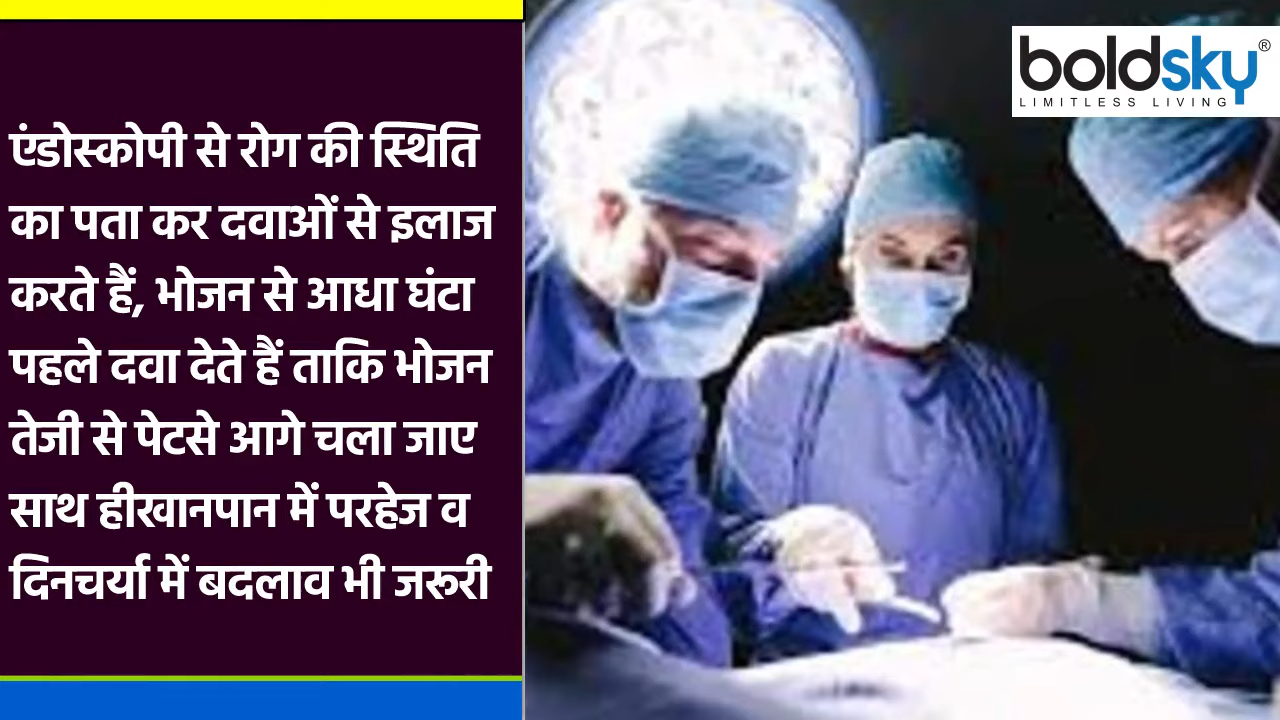 एंडोस्कोपी से रोग की स्थिति
का पता कर दवाओं से इलाज
करते हैं, भोजन से आधा घंटा
पहले दवा देते हैं ताकि भोजन
तेजी से पेटसे आगे चला जाए
साथ हीखानपान में परहेज व
दिनचर्या में बदलाव भी जरूरी
boldsky®
LIMITLESS LIVING